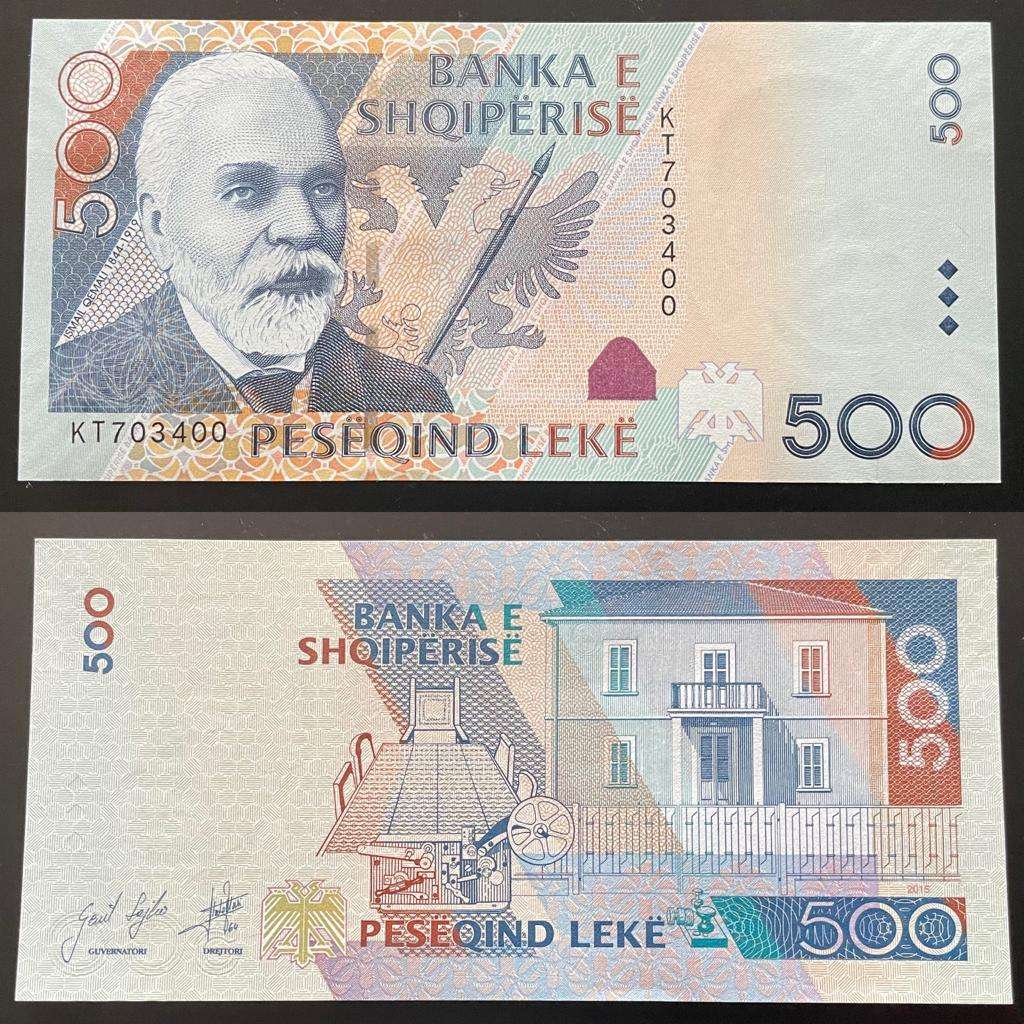 500
BANKA E
SHQIPËRISË
500
KT703400
ISMAIL QEMALI 1844-1919
KT703400
PESËQIND LEKË
500
500
BANKA E
SHQIPËRISË
500
2015
GUVERNATORI
DREJTORI
PESËQIND LEKË
500